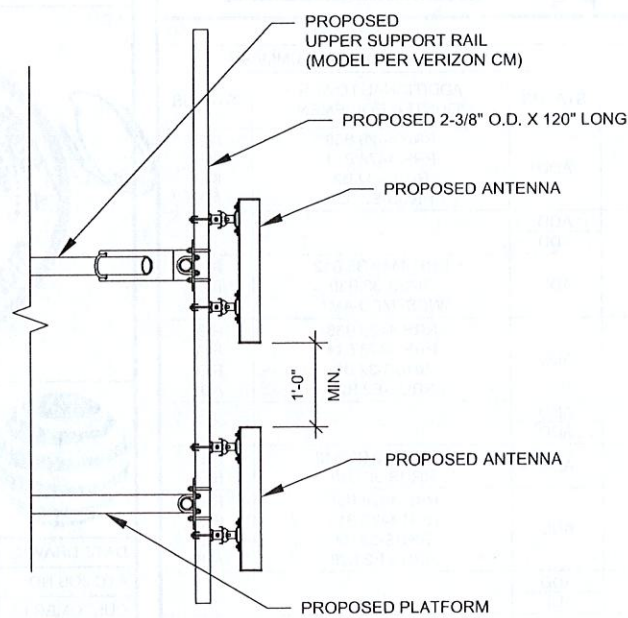 PROPOSED
UPPER SUPPORT RAIL
(MODEL PER VERIZON CM)
PROPOSED 2-3/8" O.D. X 120" LONG
PROPOSED ANTENNA
1'-0"
MIN.
PROPOSED ANTENNA
PROPOSED PLATFORM